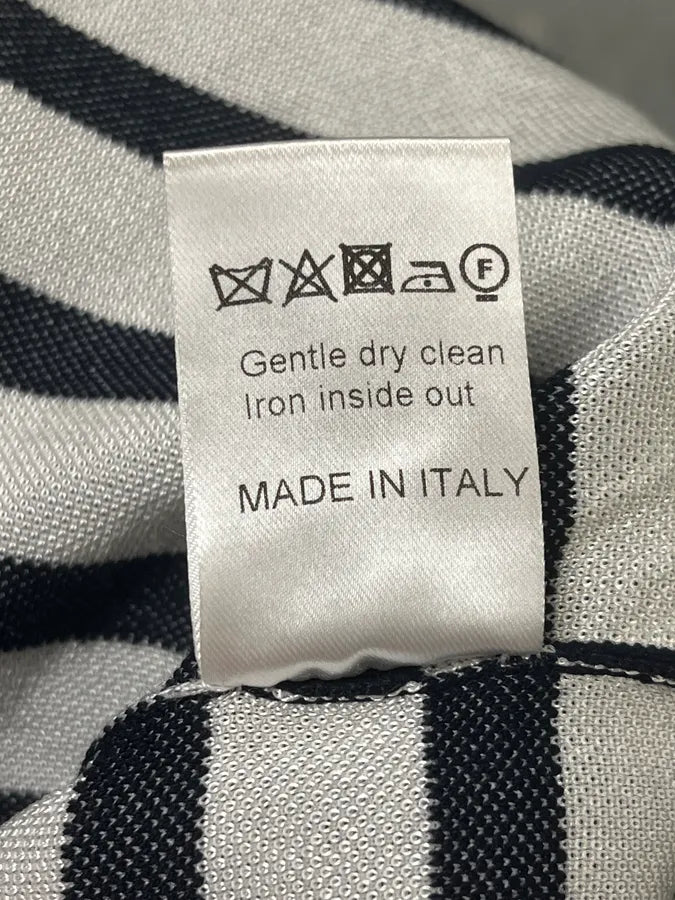 F
Gentle dry clean
Iron inside out
MADE IN ITALY